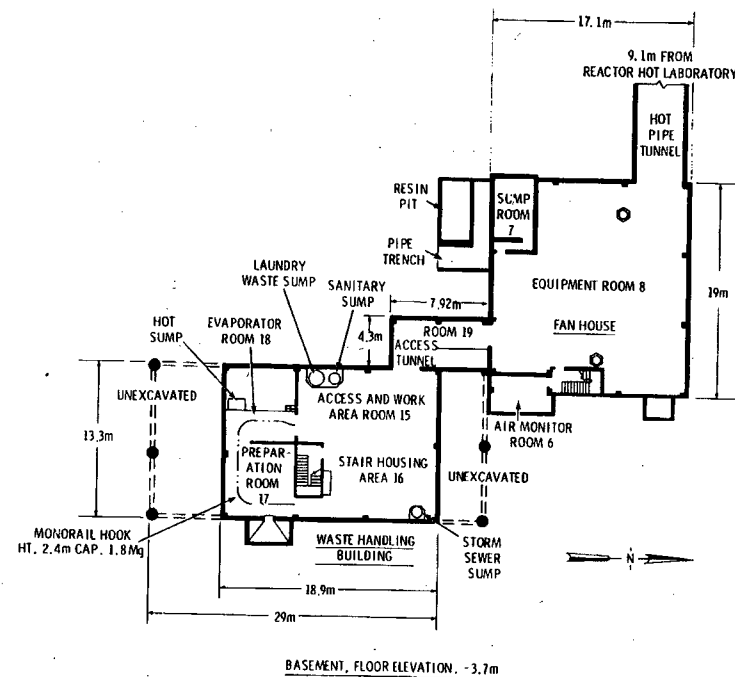 17.1m
9.1m FROM
REACTOR HOT LABORATORY
HOT
PIPE
TUNNEL
RESIN
PIT
SUMP
ROOM
7
PIPE
TRENCH
LAUNDRY
WASTE SUMP
SANITARY
SUMP
7.92m
EQUIPMENT ROOM 8
19m
HOT
SUMP
EVAPORATOR
ROOM 18
4.3m
ROOM 19
FAN HOUSE
ACCESS
TUNNEL
UNEXCAVATED
ACCESS AND WORK
AREA ROOM 15
13.3m
AIR MONITOR
ROOM 6
PREPAR-
ATION
ROOM
17
STAIR HOUSING
AREA 16
UNEXCAVATED
MONORAIL HOOK
HT. 2.4m CAP. 1.8Mg
WASTE HANDLING
BUILDING
STORM
SEWER
SUMP
N
18.9m
29m
BASEMENT, FLOOR ELEVATION. -3.7m